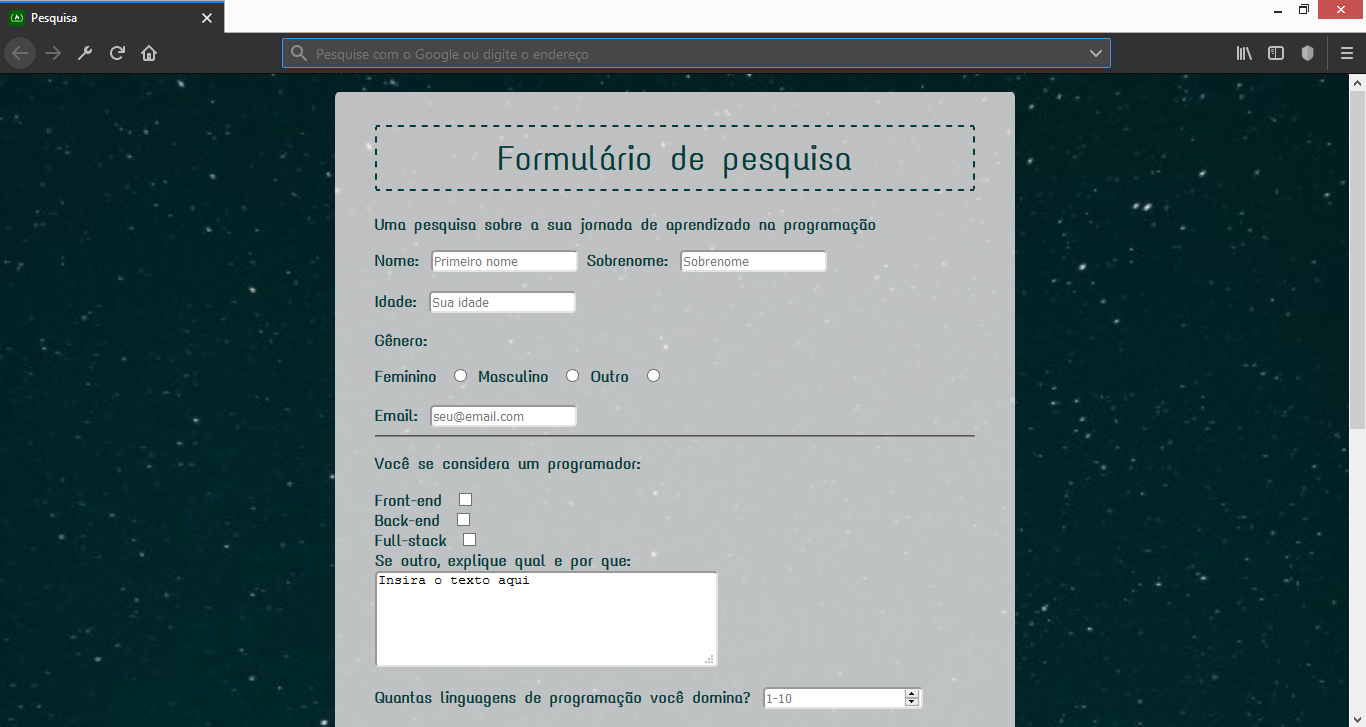 Pesquisa
Pesquise com o Google ou digite o endereço
Formulário de pesquisa
Uma pesquisa sobre a sua jornada de aprendizado na programação
Nome: Primeiro nome Sobrenome: Sobrenome
Idade: Sua idade
Gênero:
Feminino Masculino Outro
Email: seu@email.com
Você se considera um programador:
Front-end
Back-end
Full-stack
Se outro, explique qual e por que:
Insira o texto aqui
Quantas linguagens de programação você domina? 1-10